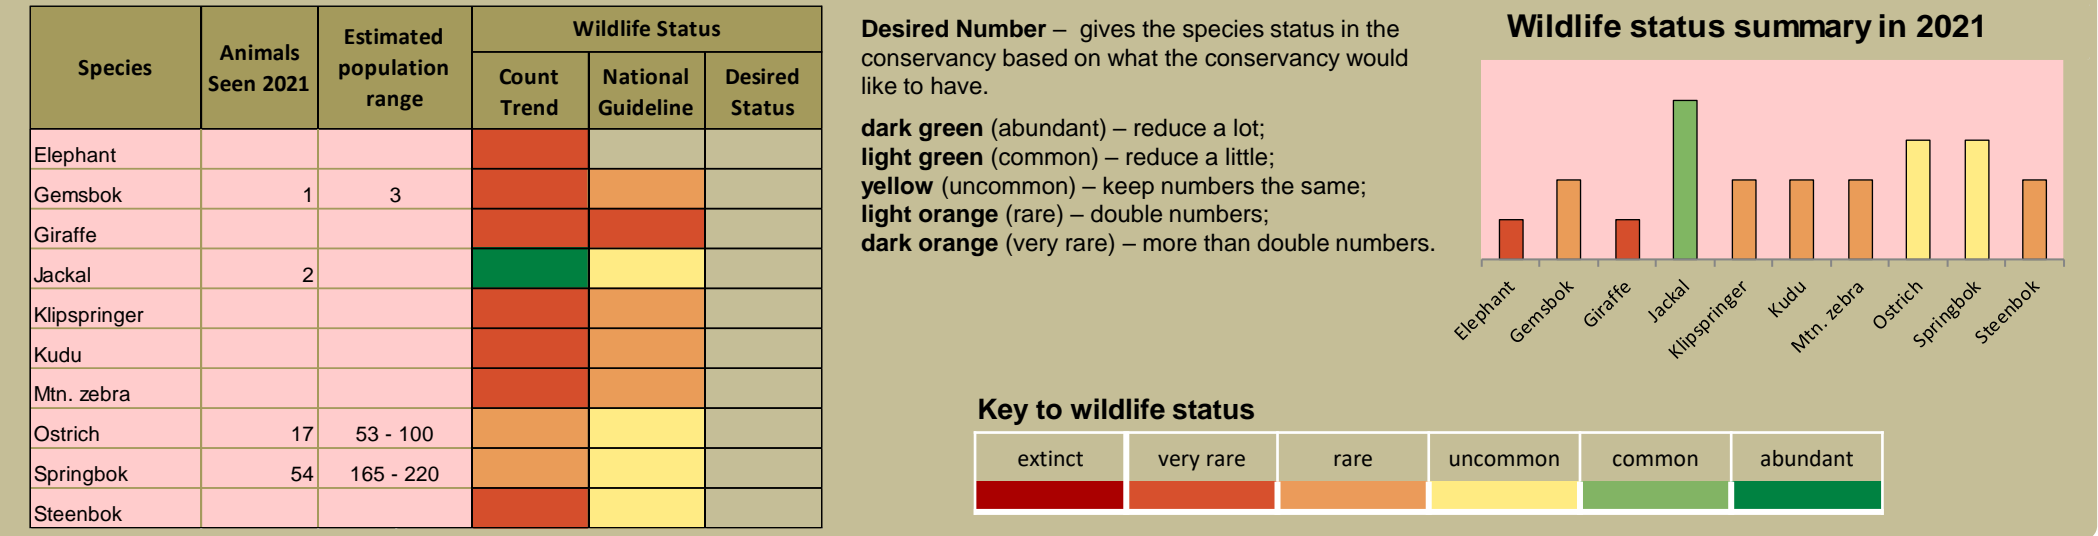 Species
Animals
Seen 2021
Estimated
population
range
Wildlife Status
Count
Trend
National
Guideline
Desired
Status
Elephant
Gemsbok 1 3
Giraffe
Jackal 2
Klipspringer
Kudu
Mtn. zebra
Ostrich 17 53 - 100
Springbok 54 165 - 220
Steenbok
Desired Number – gives the species status in the
conservancy based on what the conservancy would
like to have.
dark green (abundant) – reduce a lot;
light green (common) – reduce a little;
yellow (uncommon) – keep numbers the same;
light orange (rare) – double numbers;
dark orange (very rare) – more than double numbers.
Wildlife status summary in 2021
Elephant
Gemsbok
Giraffe
Jackal
Klipspringer
Kudu
Mtn. zebra
Ostrich
Springbok
Steenbok
Key to wildlife status
extinct very rare rare uncommon common abundant